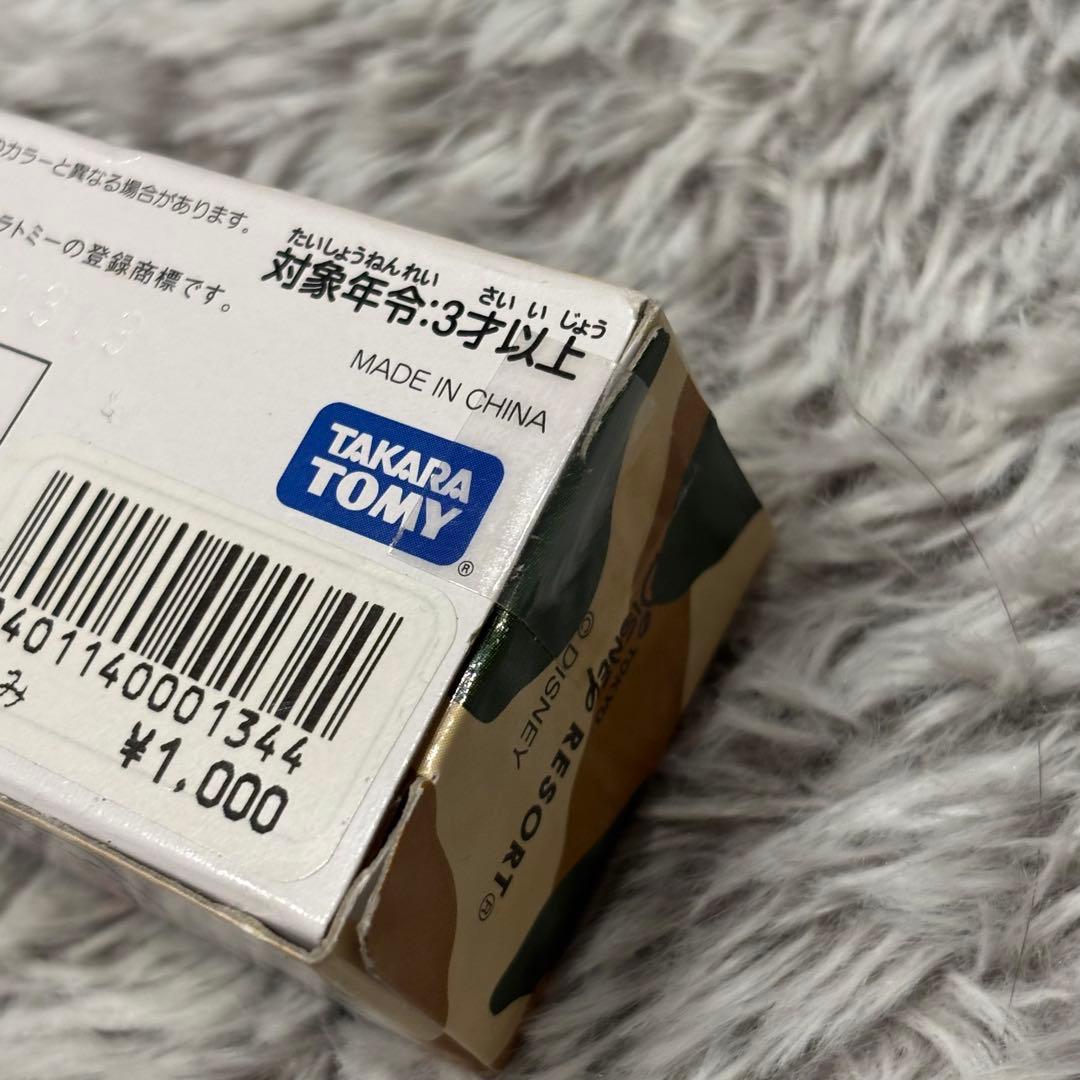 のカラーと異なる場合があります。
ラトミーの登録商標です。
たいしょうねんれい さい い じょう
対象年令:3才以上
MADE IN CHINA
TAKARA
TOMY
®
401140001344
み
¥1,000
©DISNEY
TOKYO
DISNEY RESORT®